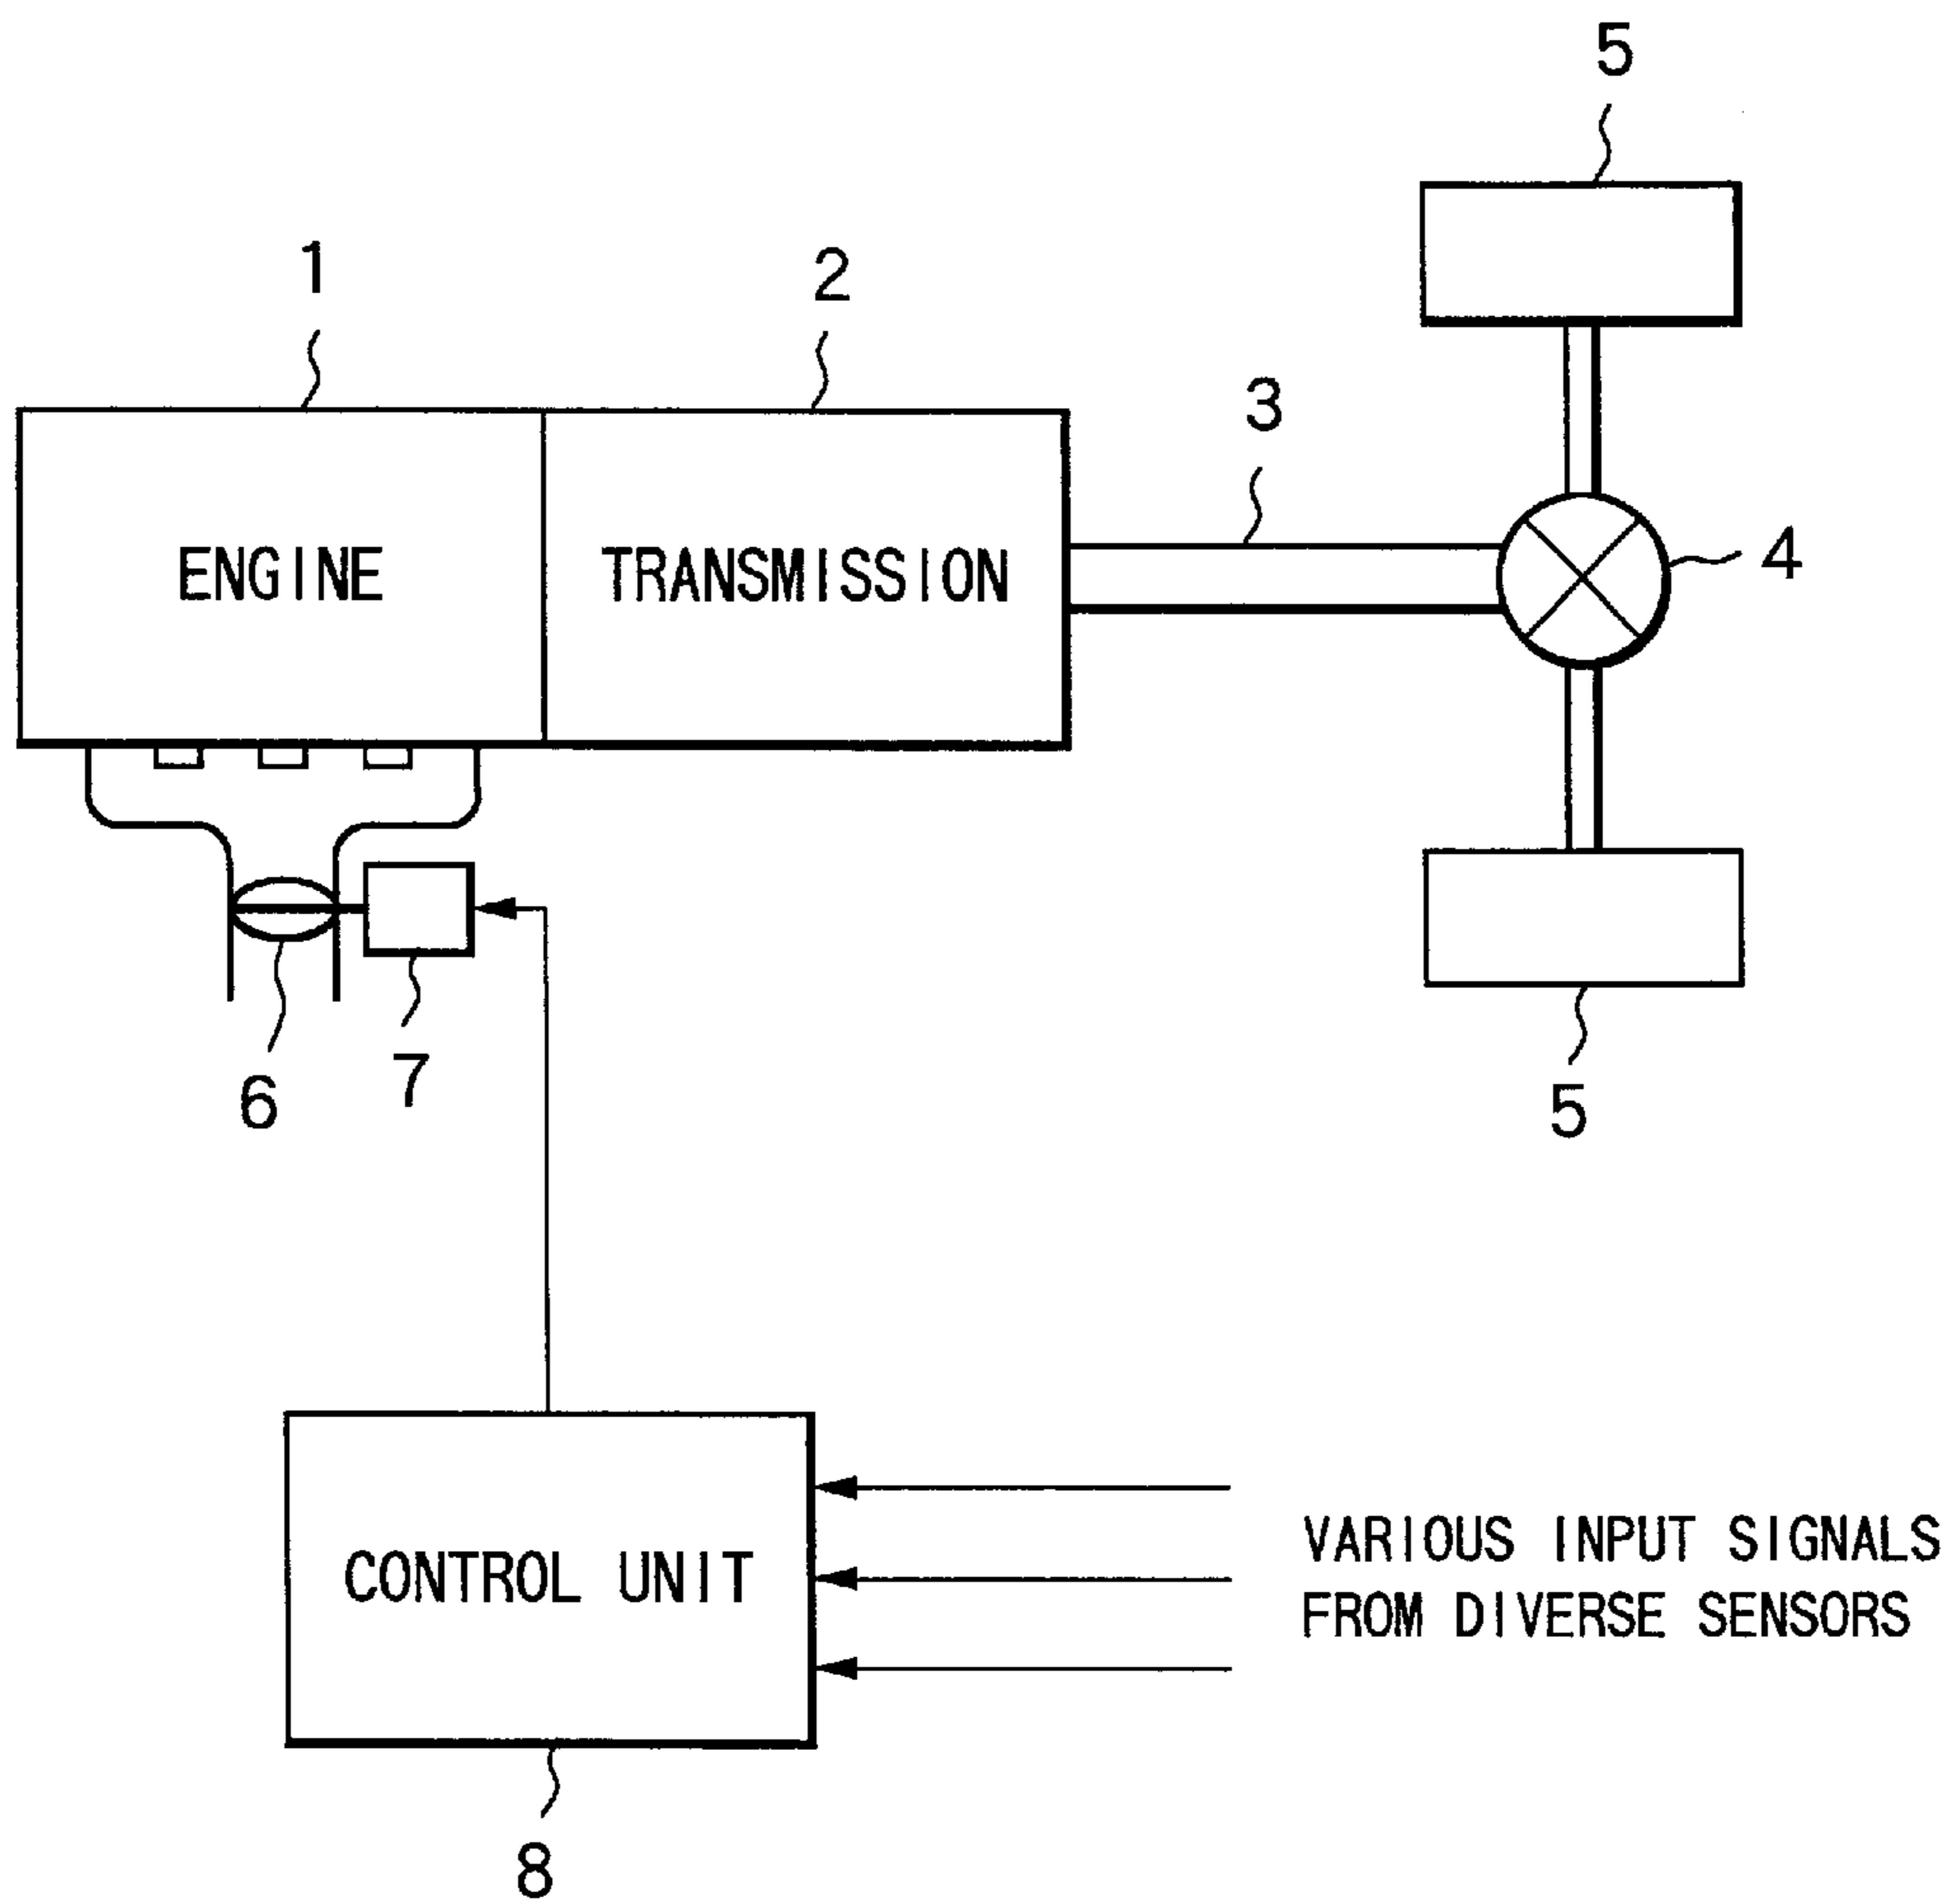 5
1
2
3
ENGINE
TRANSMISSION
4
6
7
5
CONTROL UNIT
VARIOUS INPUT SIGNALS
FROM DIVERSE SENSORS
8